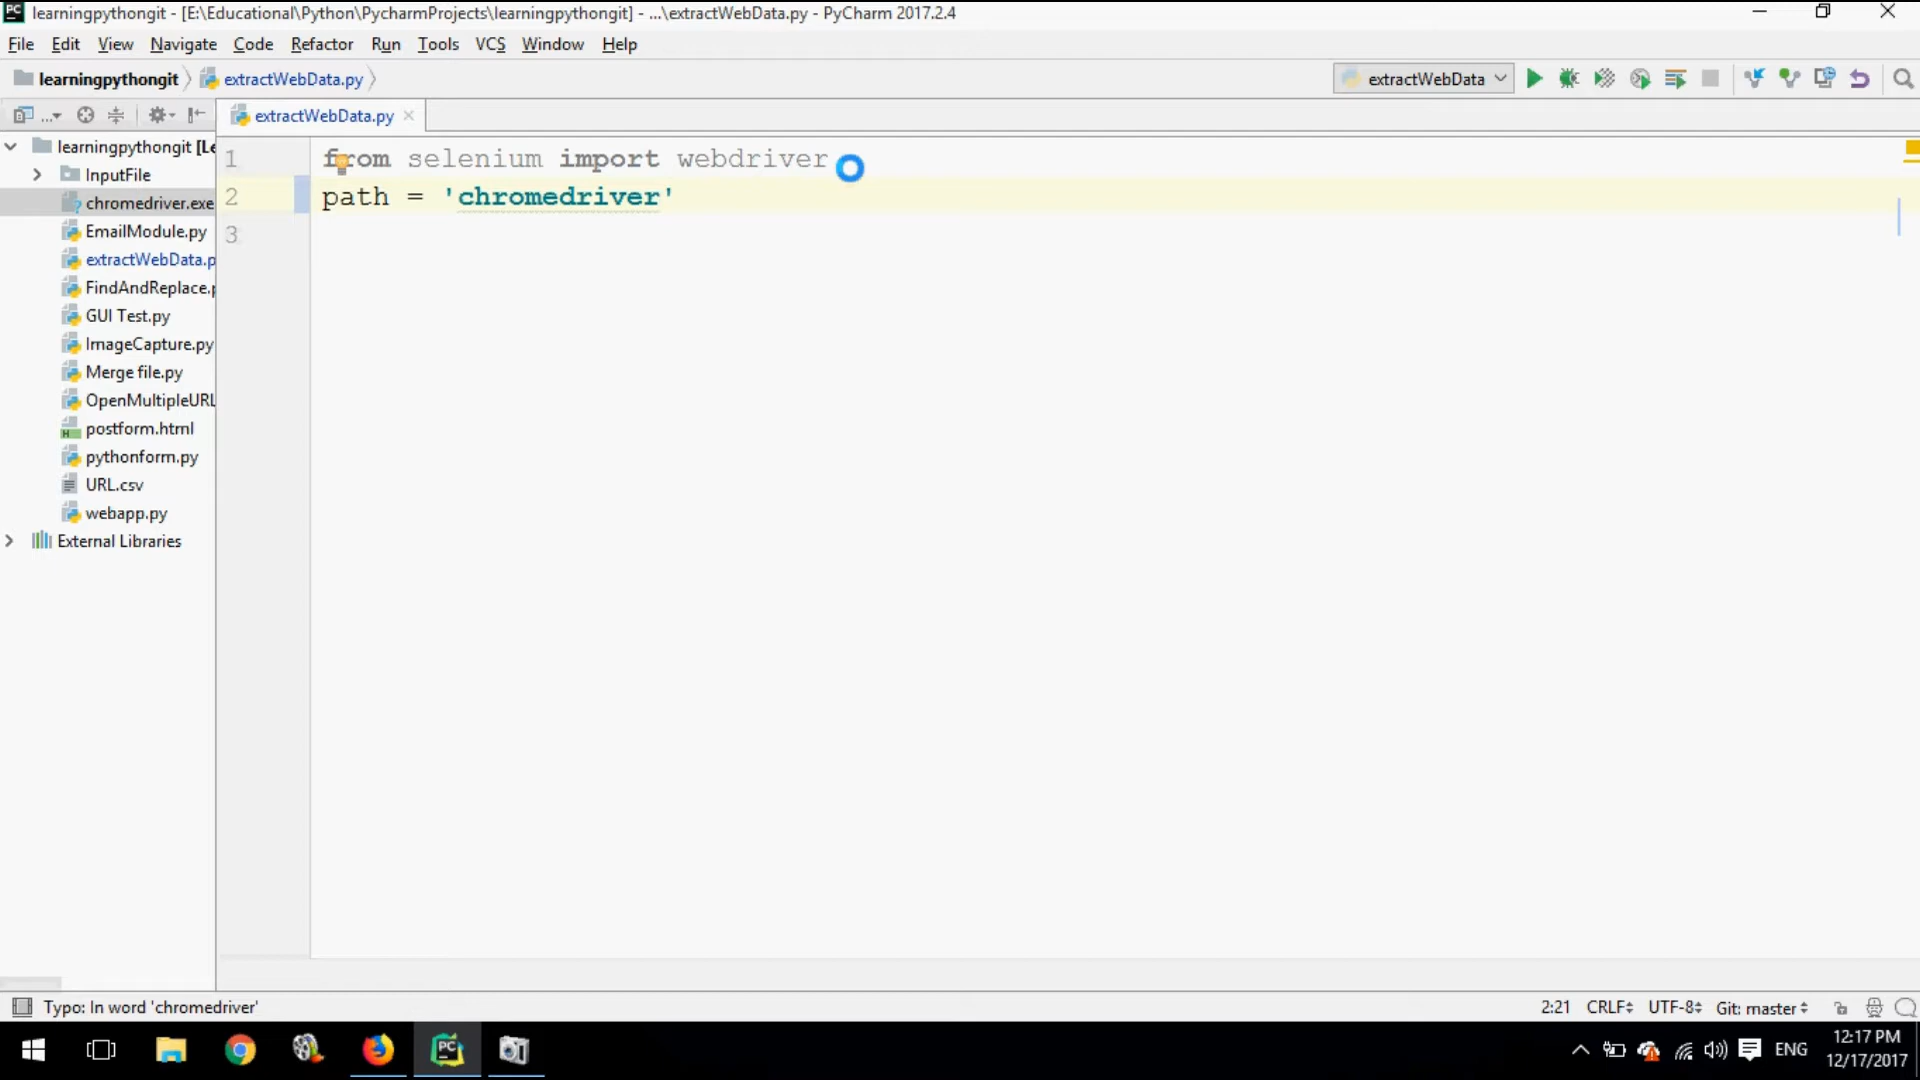 PC learningpythongit - [E:\Educational\Python\PycharmProjects\learningpythongit] - ...\extractWebData.py - PyCharm 2017.2.4
File Edit View Navigate Code Refactor Run Tools VCS Window Help
learningpythongit extractWebData.py extractWebData
... extractWebData.py
learningpythongit [Le
InputFile
chromedriver.exe
EmailModule.py
extractWebData.p
FindAndReplace.p
GUI Test.py
ImageCapture.py
Merge file.py
OpenMultipleURL
postform.html
pythonform.py
URL.csv
webapp.py
External Libraries
1 from selenium import webdriver
2 path = 'chromedriver'
3
Typo: In word 'chromedriver' 2:21 CRLF UTF-8 Git: master
PC ENG 12:17 PM
12/17/2017